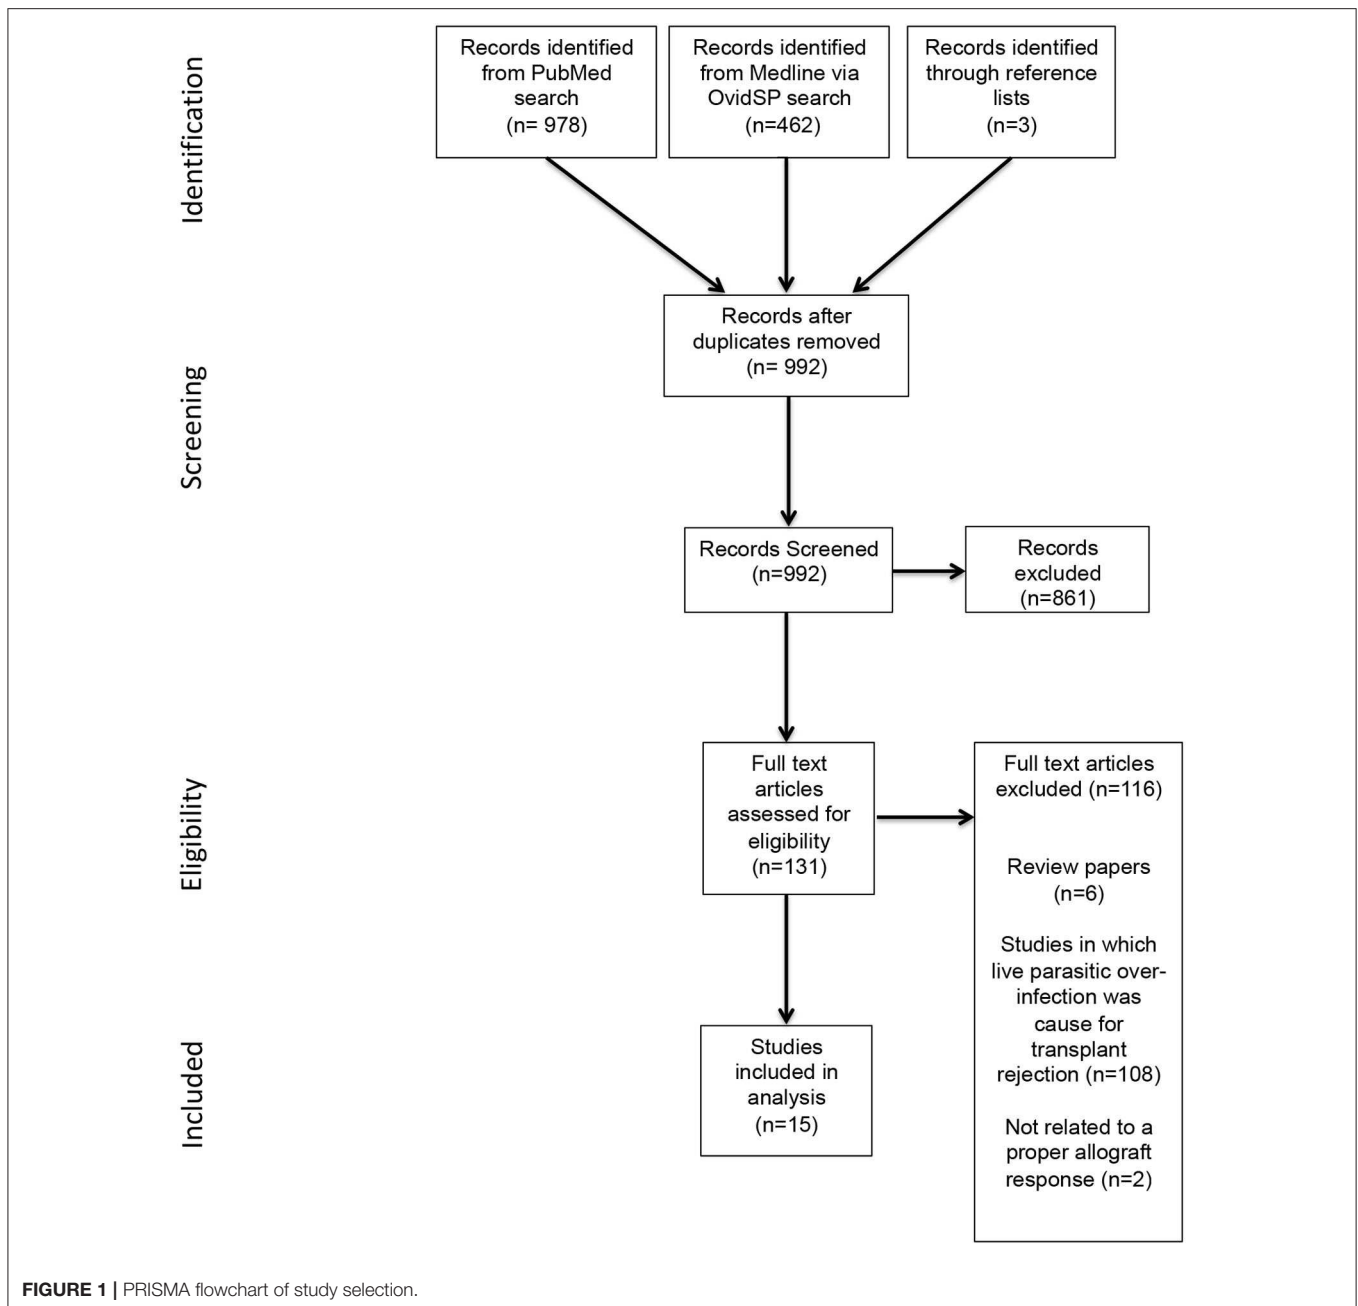 Identification
Records identified
from PubMed
search
(n= 978)
Records identified
from Medline via
OvidSP search
(n=462)
Records identified
through reference
lists
(n=3)
Screening
Records after
duplicates removed
(n= 992)
Records Screened
(n=992)
Records
excluded
(n=861)
Eligibility
Full text
articles
assessed for
eligibility
(n=131)
Full text articles
excluded (n=116)
Review papers
(n=6)
Studies in which
live parasitic over-
infection was
cause for
transplant
rejection (n=108)
Not related to a
proper allograft
response (n=2)
Included
Studies
included in
analysis
(n=15)
FIGURE 1 | PRISMA flowchart of study selection.